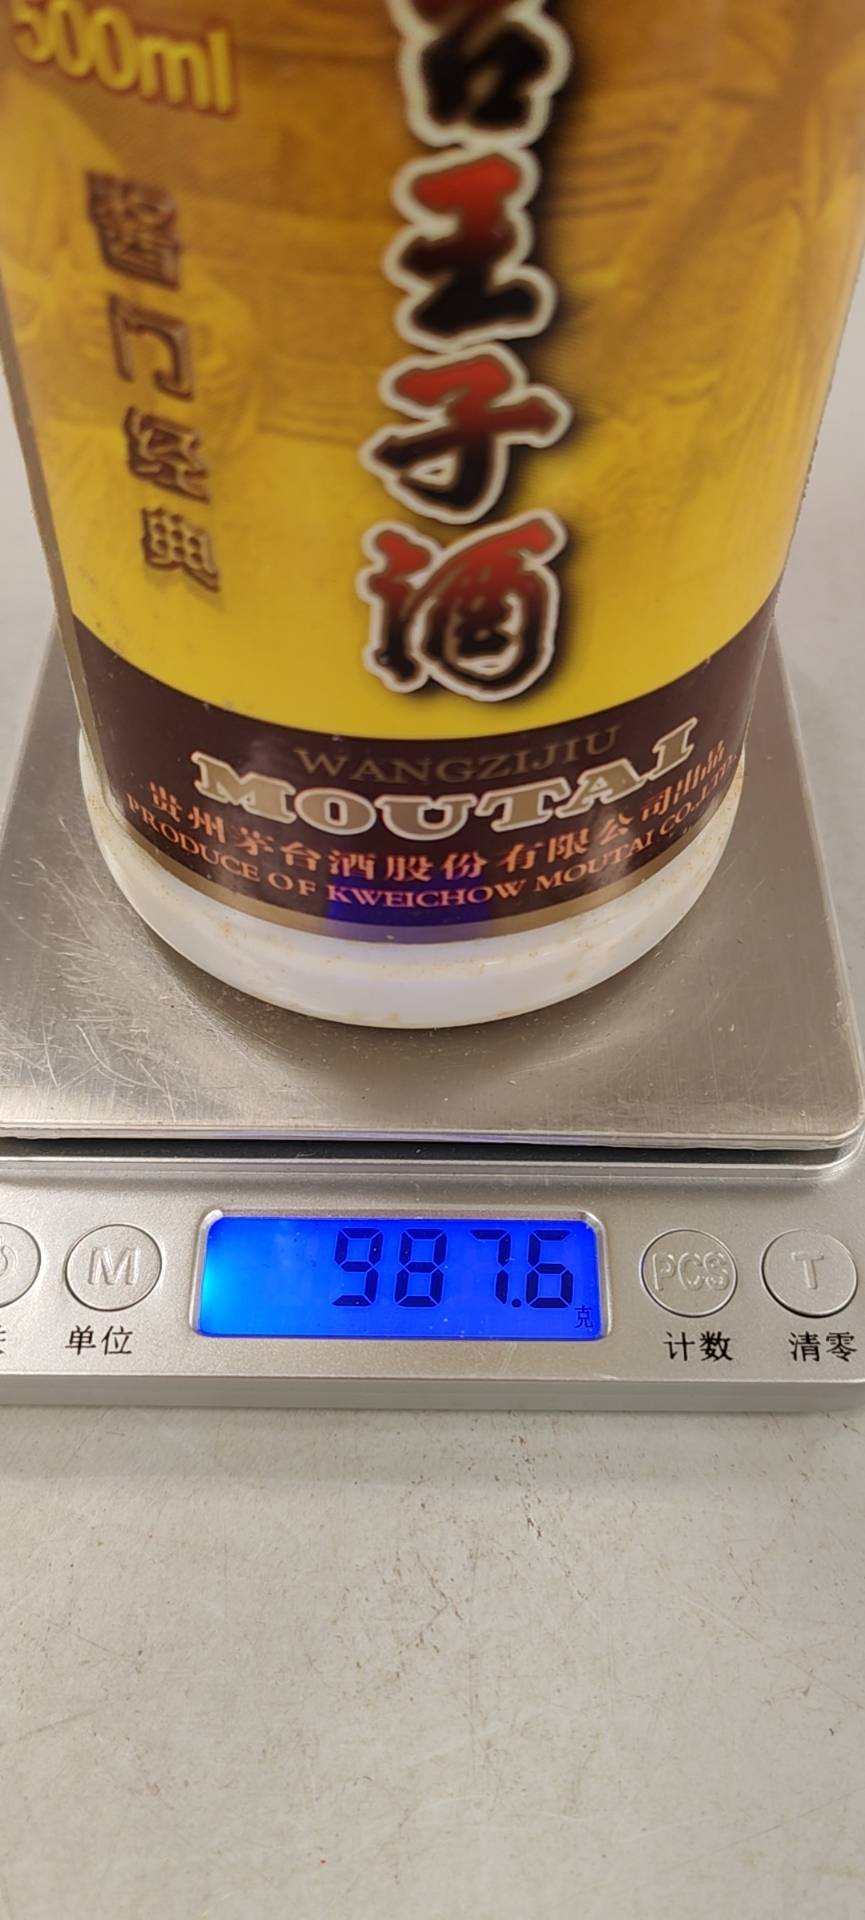 500ml
台王子酒
酱门经典
WANGZIJIU
MOUTAI
贵州茅台酒股份有限公司出品
PRODUCE OF KWEICHOW MOUTAI CO.,LTD.
987.6
克
M
PCS
T
单位
计数
清零